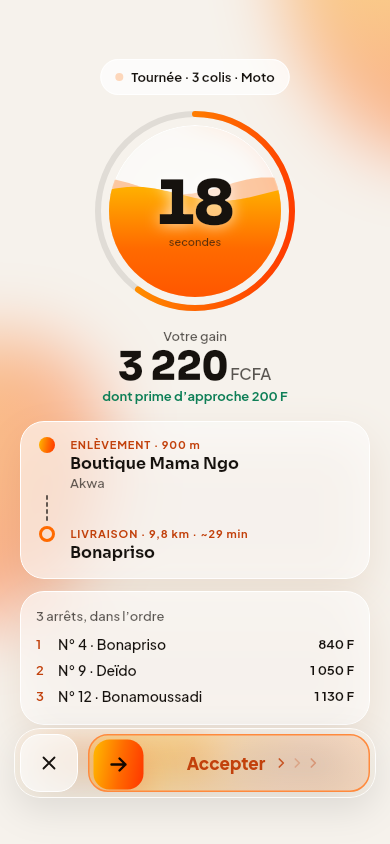 Tournée · 3 colis · Moto
18
secondes
Votre gain
3 220 FCFA
dont prime d’approche 200 F
ENLÈVEMENT · 900 m
Boutique Mama Ngo
Akwa
LIVRAISON · 9,8 km · ~29 min
Bonapriso
3 arrêts, dans l’ordre
1 N° 4 · Bonapriso 840 F
2 N° 9 · Deïdo 1 050 F
3 N° 12 · Bonamoussadi 1 130 F
Accepter